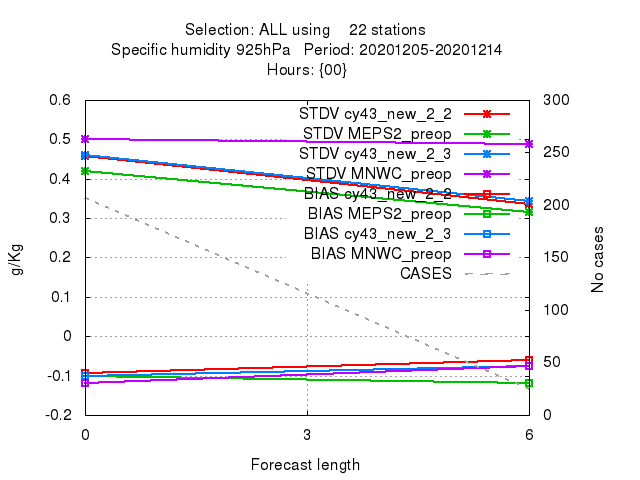 Selection: ALL using 22 stations
Specific humidity 925hPa Period: 20201205-20201214
Hours: {00}
0.6
0.5
0.4
0.3
0.2
0.1
0
-0.1
-0.2
g/Kg
STDV cy43_new_2_2
STDV MEPS2_preop
STDV cy43_new_2_3
STDV MNWC_preop
BIAS cy43_new_2_2
BIAS MEPS2_preop
BIAS cy43_new_2_3
BIAS MNWC_preop
CASES
300
250
200
150
100
50
0
No cases
0 3 6
Forecast length